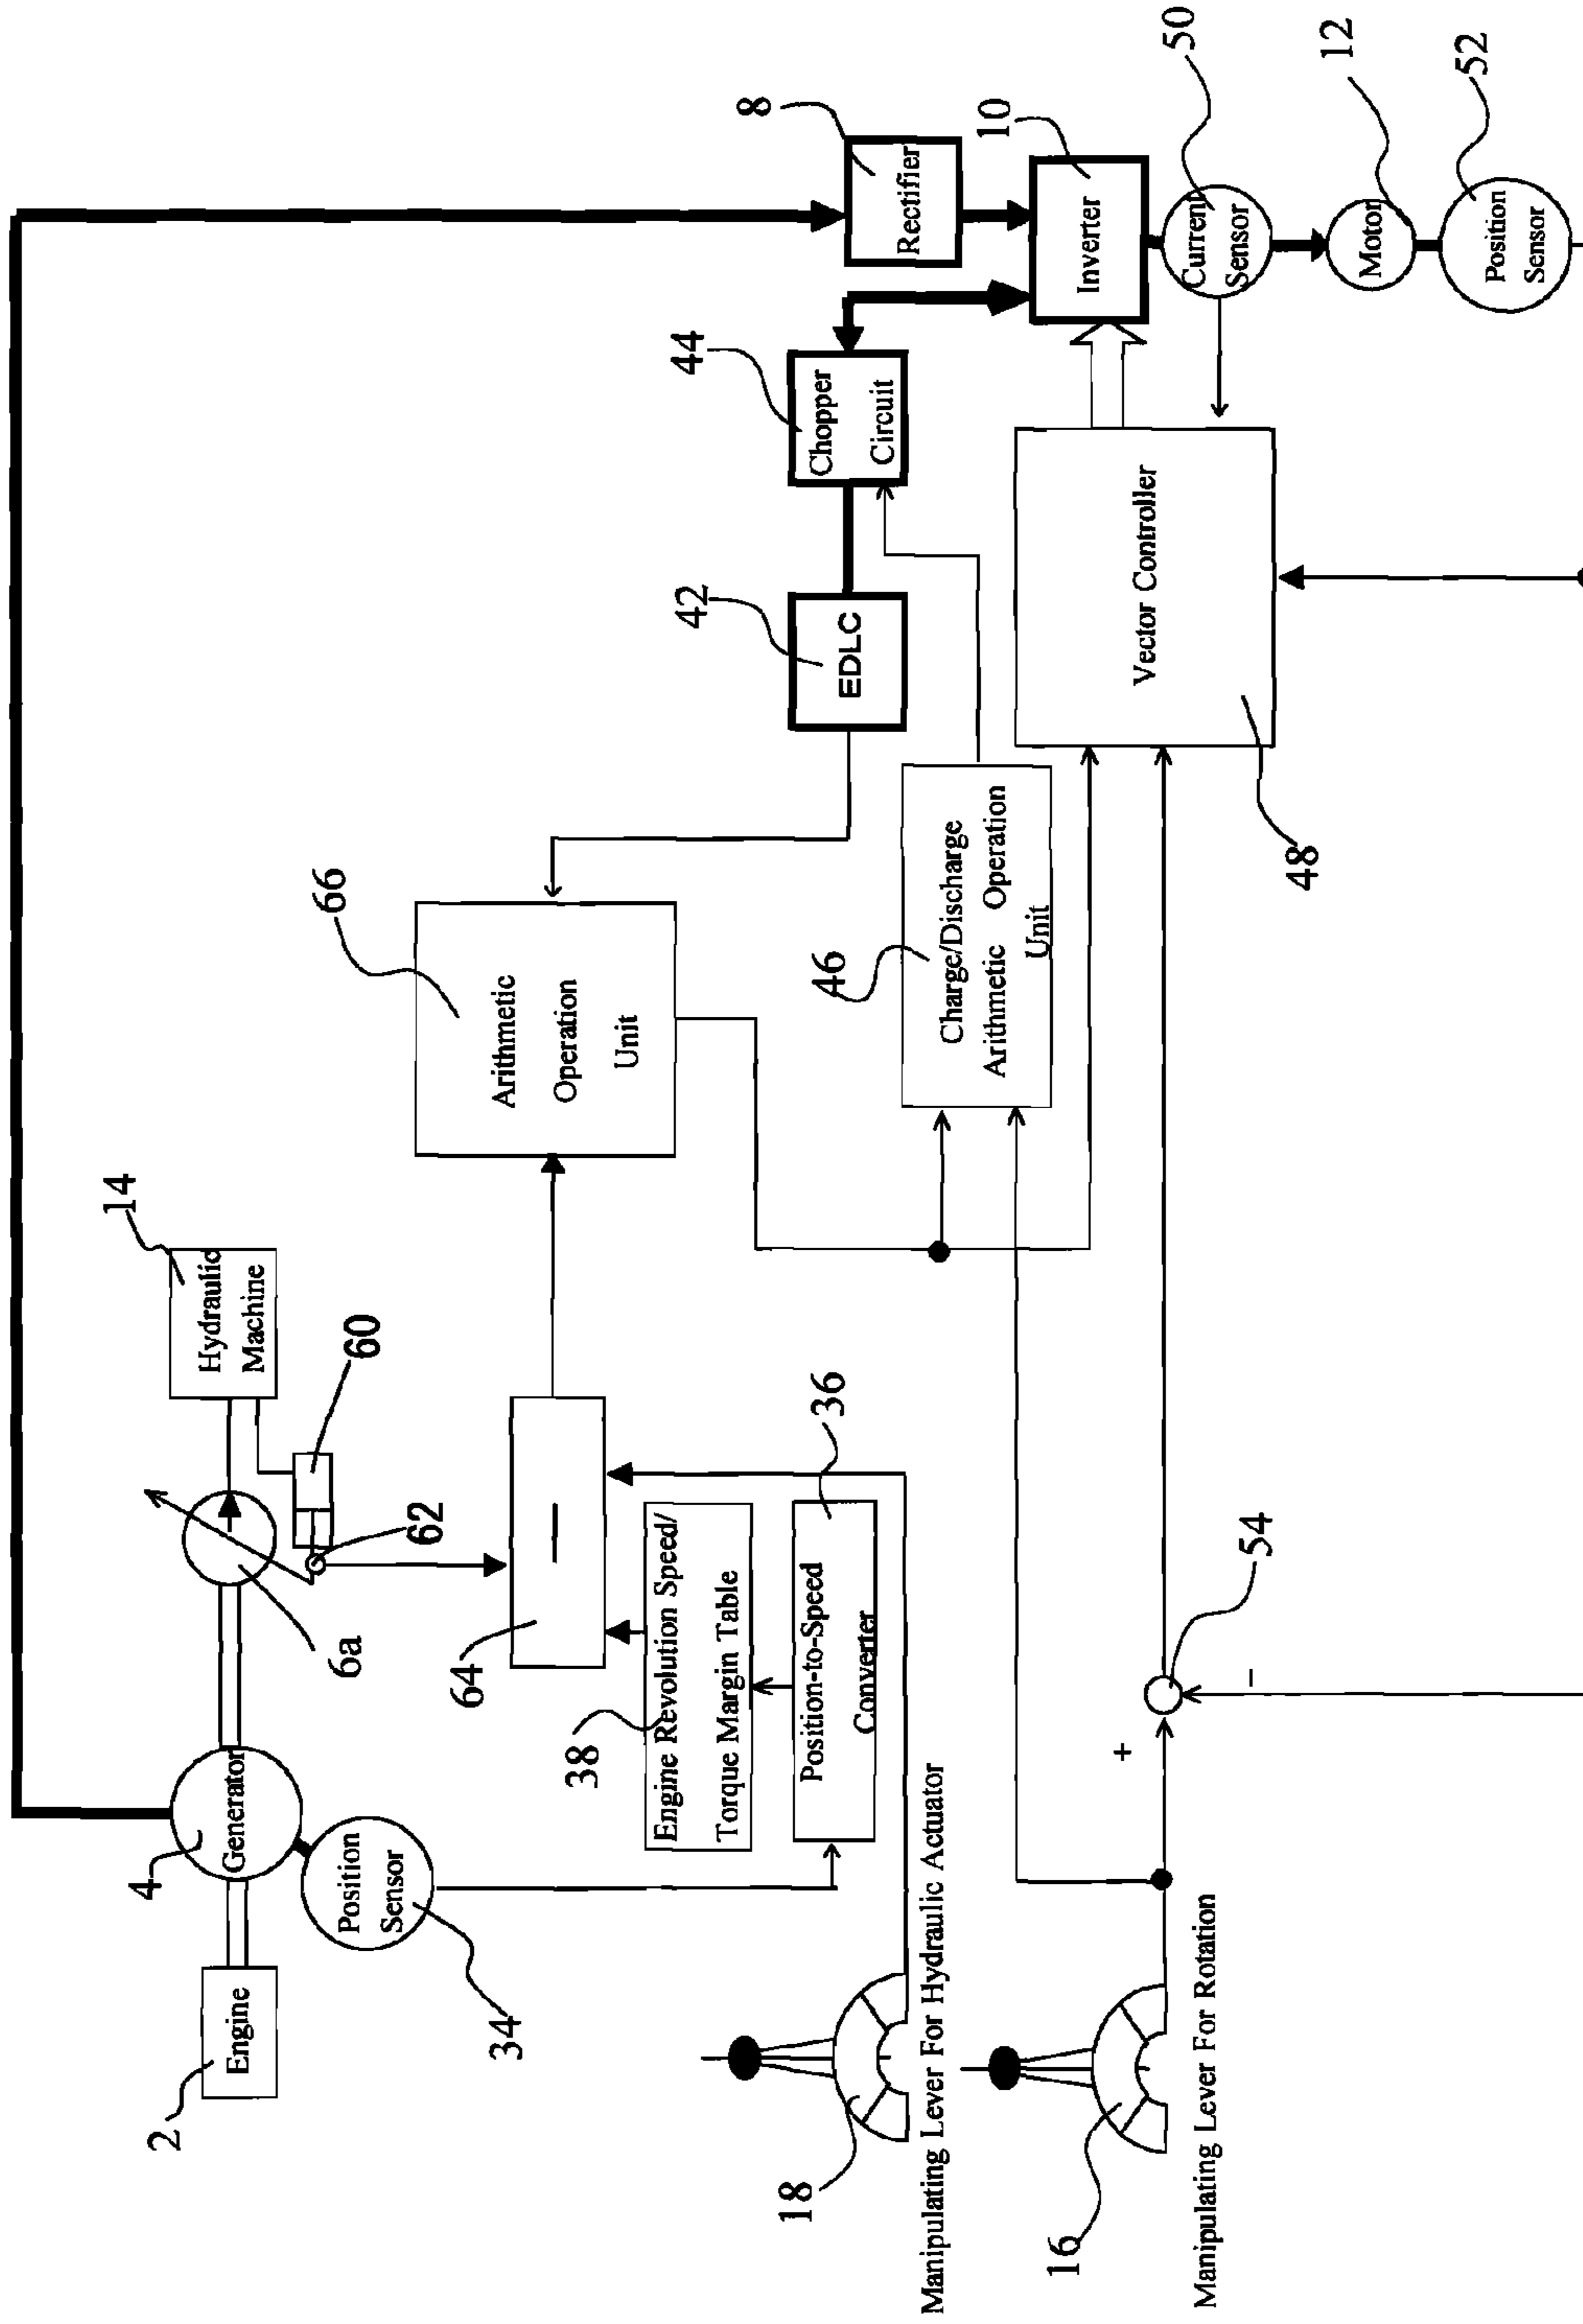 2
Engine
4
Generator
6a
14
Hydraulic
Machine
60
62
34
Position
Sensor
64
—
38
Engine Revolution Speed/
Torque Margin Table
36
Position-to-Speed
Converter
66
Arithmetic
Operation
Unit
42
EDLC
44
Chopper
Circuit
8
Rectifier
10
Inverter
46
Charge/Discharge
Arithmetic Operation
Unit
18
Manipulating Lever For Hydraulic Actuator
16
Manipulating Lever For Rotation
+
−
54
Vector Controller
48
50
Current
Sensor
12
Motor
52
Position
Sensor